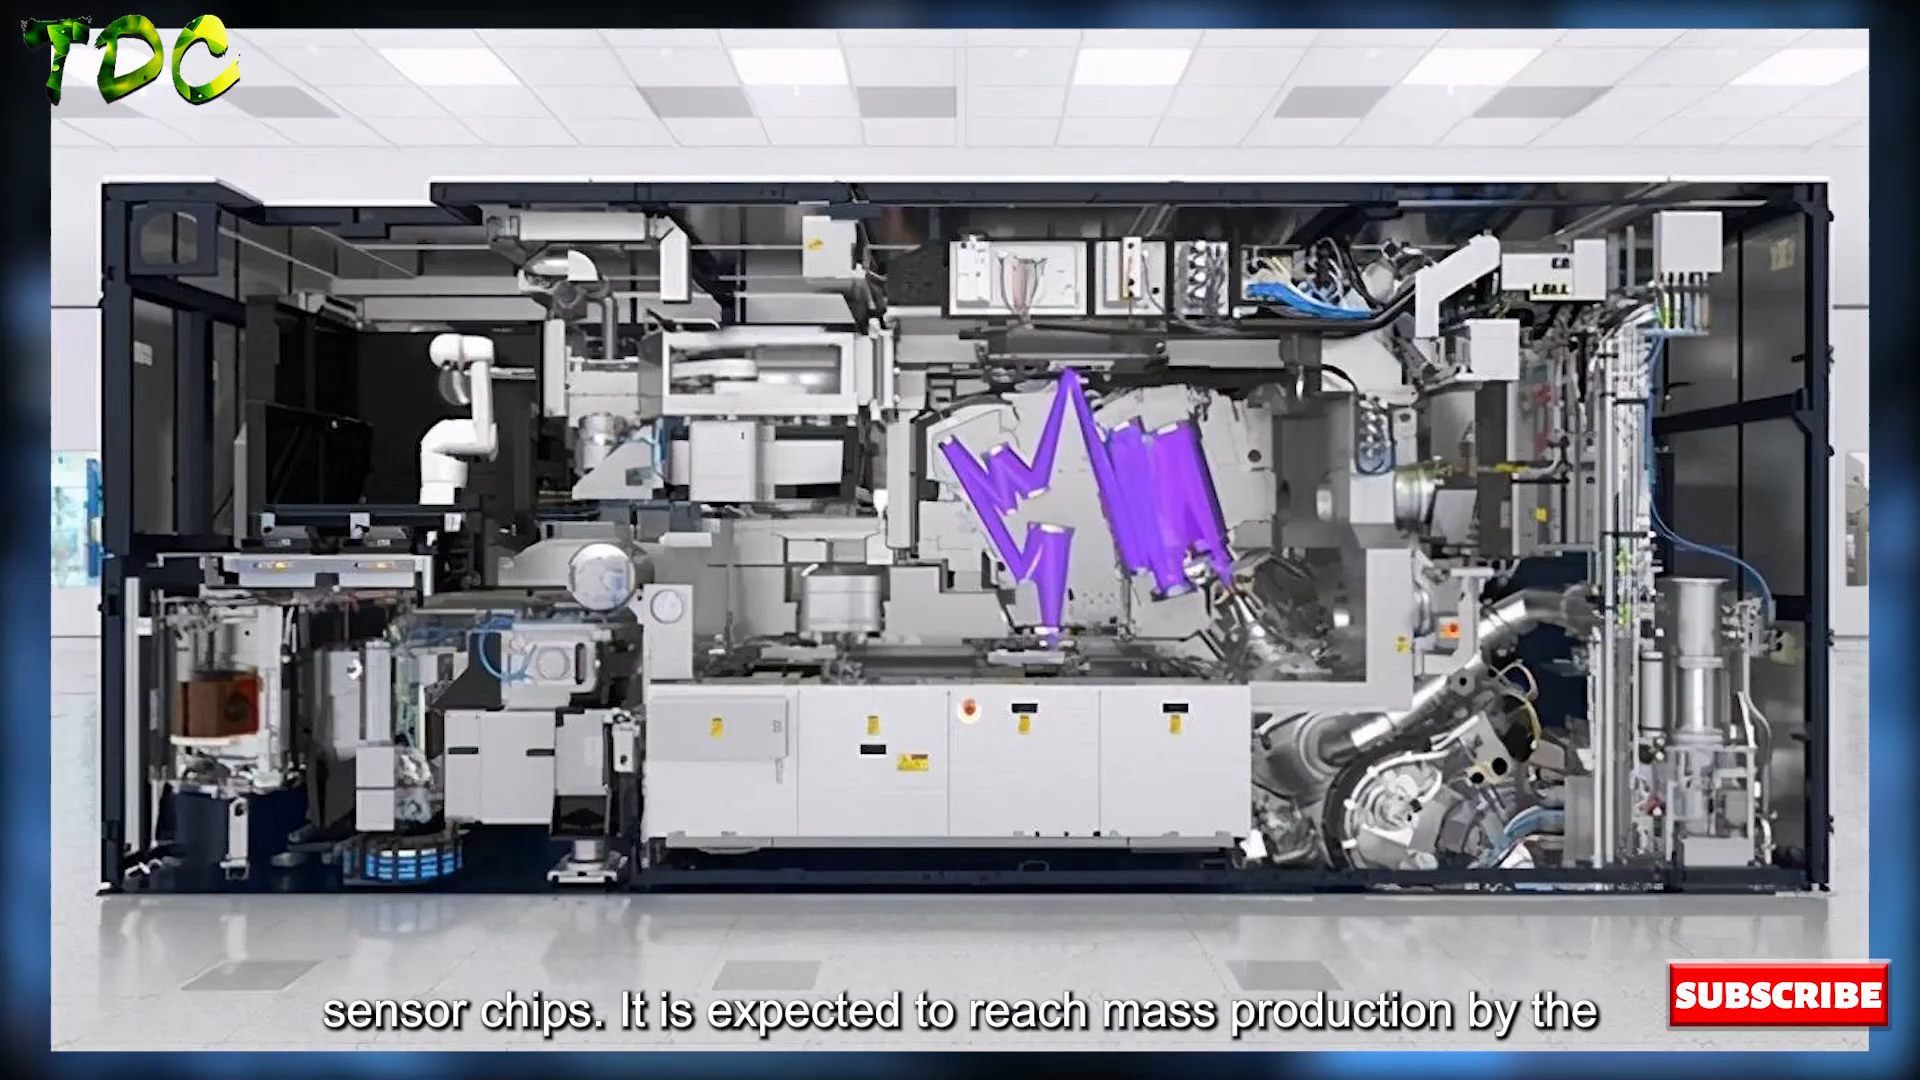 TDC
sensor chips. It is expected to reach mass production by the
SUBSCRIBE